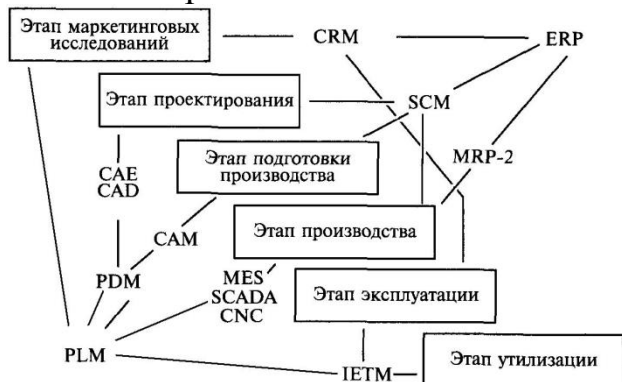 Этап маркетинговых
исследований
CRM
ERP
Этап проектирования
SCM
Этап подготовки
производства
MRP-2
CAE
CAD
CAM
Этап производства
PDM
MES
SCADA
CNC
Этап эксплуатации
PLM
IETM
Этап утилизации